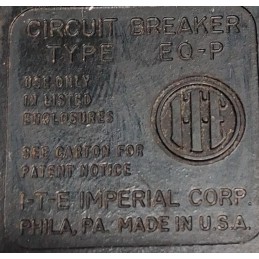 CIRCUIT BREAKER
TYPE EQ-P
USE ONLY
IN LISTED
ENCLOSURES
ITE
SEE CARTON FOR
PATENT NOTICE
I-T-E IMPERIAL CORP.
PHILA, PA. MADE IN U.S.A.